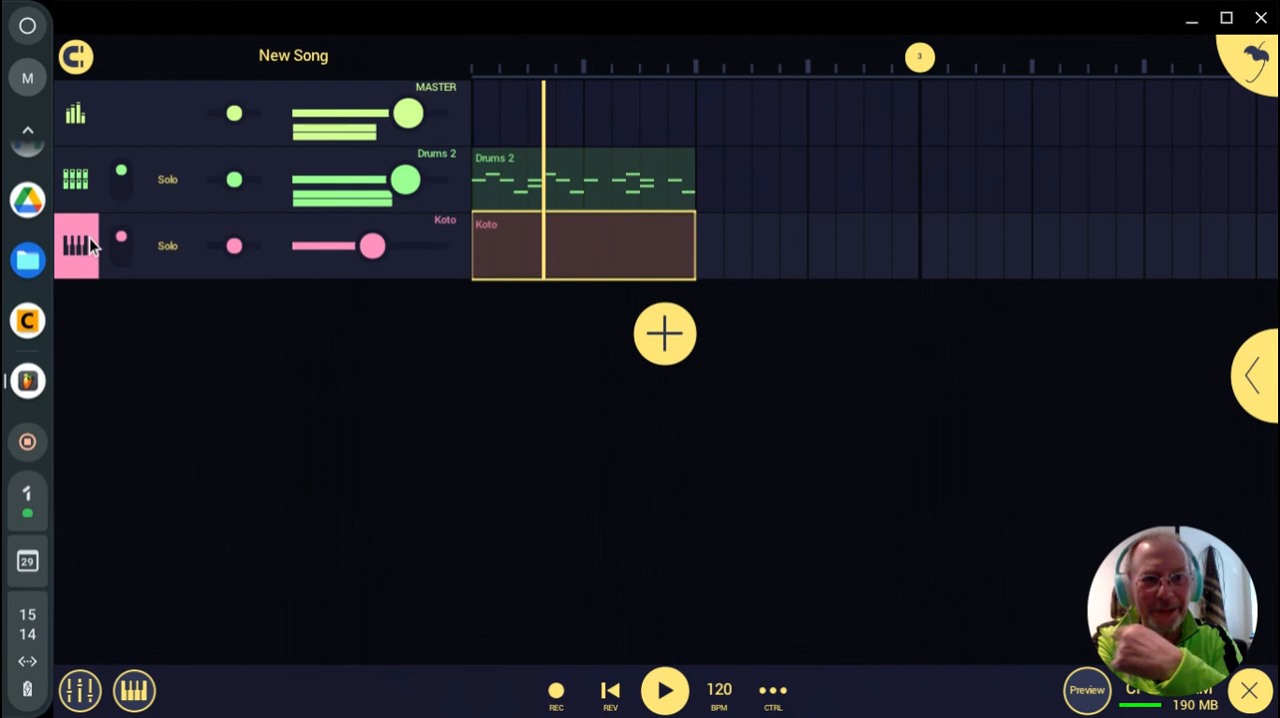 M
New Song
3
MASTER
Drums 2
Solo
Drums 2
Koto
Solo
Koto
C
1
29
15
14
REC
REV
120
BPM
CTRL
Preview
190 MB